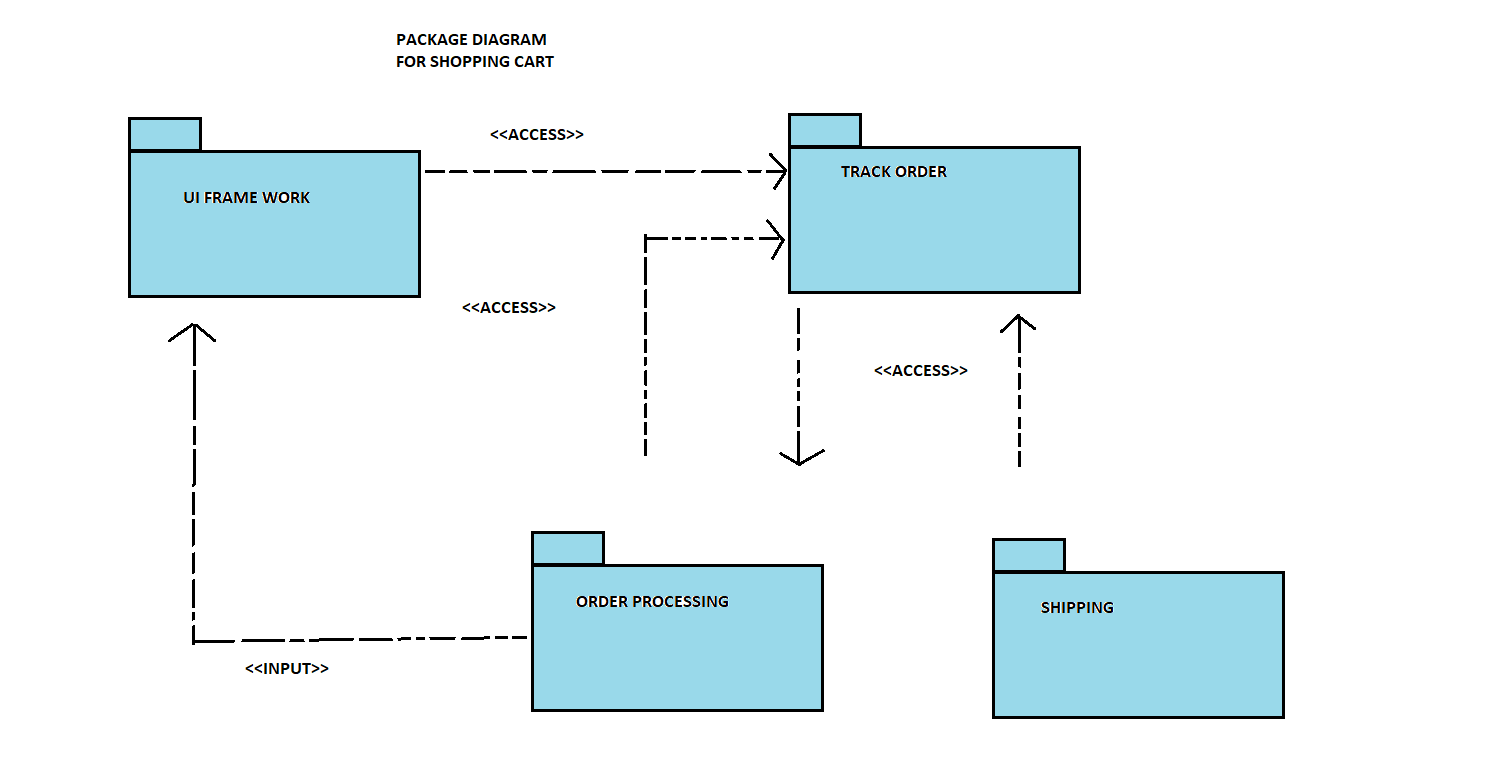 PACKAGE DIAGRAM
FOR SHOPPING CART
<<ACCESS>>
TRACK ORDER
UI FRAME WORK
<<ACCESS>>
<<ACCESS>>
ORDER PROCESSING
SHIPPING
<<INPUT>>